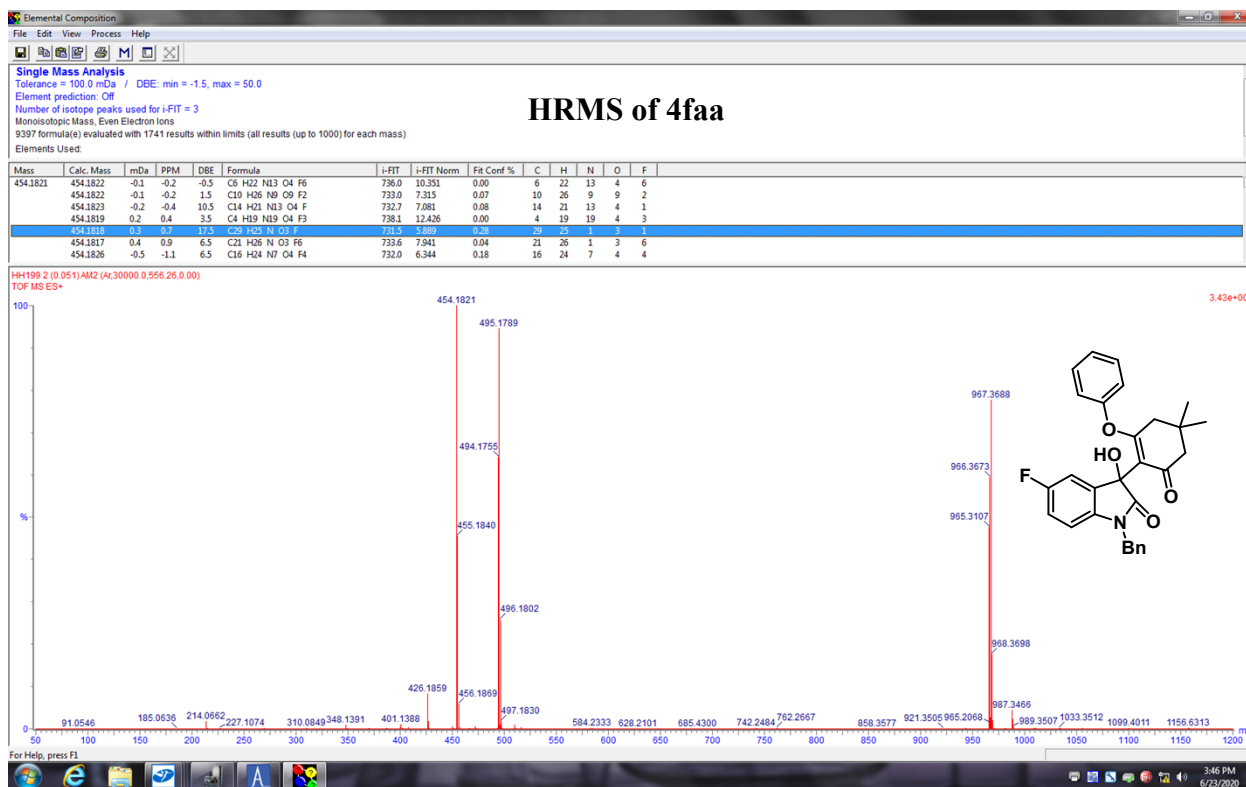 Elemental Composition
File Edit View Process Help
Single Mass Analysis
Tolerance = 100.0 mDa / DBE: min = -1.5, max = 50.0
Element prediction: Off
Number of isotope peaks used for i-FIT = 3
Monoisotopic Mass, Even Electron Ions
9397 formula(e) evaluated with 1741 results within limits (all results (up to 1000) for each mass)
Elements Used:
HRMS of 4faa
Mass Calc. Mass mDa PPM DBE Formula i-FIT i-FIT Norm Fit Conf % C H N O F
454.1821 454.1822 -0.1 -0.2 -0.5 C6 H22 N13 O4 F6 736.0 10.351 0.00 6 22 13 4 6
454.1822 -0.1 -0.2 1.5 C10 H26 N9 O9 F2 733.0 7.315 0.07 10 26 9 9 2
454.1823 -0.2 -0.4 10.5 C14 H21 N13 O4 F 732.7 7.081 0.08 14 21 13 4 1
454.1819 0.2 0.4 3.5 C4 H19 N19 O4 F3 738.1 12.426 0.00 4 19 19 4 3
454.1818 0.3 0.7 17.5 C29 H25 N O3 F 731.5 5.889 0.28 29 25 1 3 1
454.1817 0.4 0.9 6.5 C21 H26 N O3 F6 733.6 7.941 0.04 21 26 1 3 6
454.1826 -0.5 -1.1 6.5 C16 H24 N7 O4 F4 732.0 6.344 0.18 16 24 7 4 4
HH199 2 (0.051) AM2 (Ar,30000.0,556.26,0.00)
TOF MS ES+
3.43e+00
100
%
0
454.1821
495.1789
494.1755
455.1840
496.1802
426.1859
456.1869
497.1830
967.3688
966.3673
965.3107
968.3698
987.3466
91.0546 185.0636 214.0662 227.1074 310.0849 348.1391 401.1388 584.2333 628.2101 685.4300 742.2484 762.2667 858.3577 921.3505 965.2068 989.3507 1033.3512 1099.4011 1156.6313
50 100 150 200 250 300 350 400 450 500 550 600 650 700 750 800 850 900 950 1000 1050 1100 1150 1200
O
HO
F
O
N
O
Bn
For Help, press F1
3:46 PM
6/23/2020